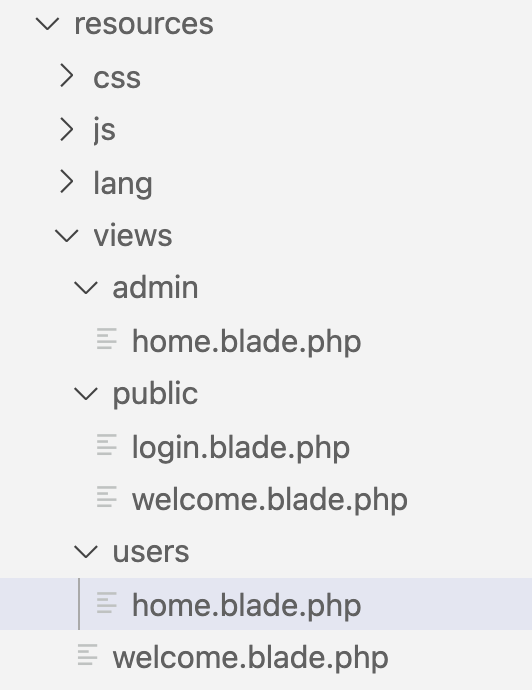 resources
css
js
lang
views
admin
home.blade.php
public
login.blade.php
welcome.blade.php
users
home.blade.php
welcome.blade.php